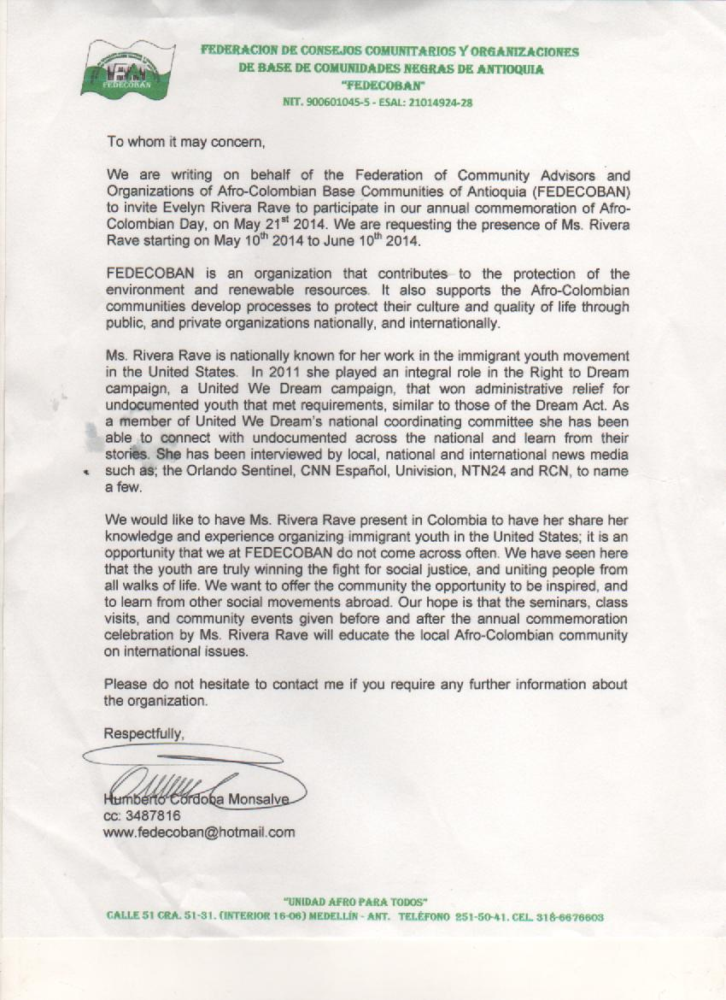 FEDERACION DE CONSEJOS COMUNITARIOS Y ORGANIZACIONES
DE BASE DE COMUNIDADES NEGRAS DE ANTIOQUIA
"FEDECOBAN"
NIT. 900601045-5 - ESAL: 21014924-28
FEDECOBAN
To whom it may concern,
We are writing on behalf of the Federation of Community Advisors and
Organizations of Afro-Colombian Base Communities of Antioquia (FEDECOBAN)
to invite Evelyn Rivera Rave to participate in our annual commemoration of Afro-
Colombian Day, on May 21st 2014. We are requesting the presence of Ms. Rivera
Rave starting on May 10th 2014 to June 10th 2014.
FEDECOBAN is an organization that contributes to the protection of the
environment and renewable resources. It also supports the Afro-Colombian
communities develop processes to protect their culture and quality of life through
public, and private organizations nationally, and internationally.
Ms. Rivera Rave is nationally known for her work in the immigrant youth movement
in the United States. In 2011 she played an integral role in the Right to Dream
campaign, a United We Dream campaign, that won administrative relief for
undocumented youth that met requirements, similar to those of the Dream Act. As
a member of United We Dream's national coordinating committee she has been
able to connect with undocumented across the national and learn from their
stories. She has been interviewed by local, national and international news media
such as; the Orlando Sentinel, CNN Español, Univision, NTN24 and RCN, to name
a few.
We would like to have Ms. Rivera Rave present in Colombia to have her share her
knowledge and experience organizing immigrant youth in the United States; it is an
opportunity that we at FEDECOBAN do not come across often. We have seen here
that the youth are truly winning the fight for social justice, and uniting people from
all walks of life. We want to offer the community the opportunity to be inspired, and
to learn from other social movements abroad. Our hope is that the seminars, class
visits, and community events given before and after the annual commemoration
celebration by Ms. Rivera Rave will educate the local Afro-Colombian community
on international issues.
Please do not hesitate to contact me if you require any further information about
the organization.
Respectfully,
Humberto Cordoba Monsalve
cc: 3487816
www.fedecoban@hotmail.com
"UNIDAD AFRO PARA TODOS"
CALLE 51 CRA. 51-31. (INTERIOR 16-06) MEDELLÍN - ANT. TELÉFONO 251-50-41. CEL. 318-6676603